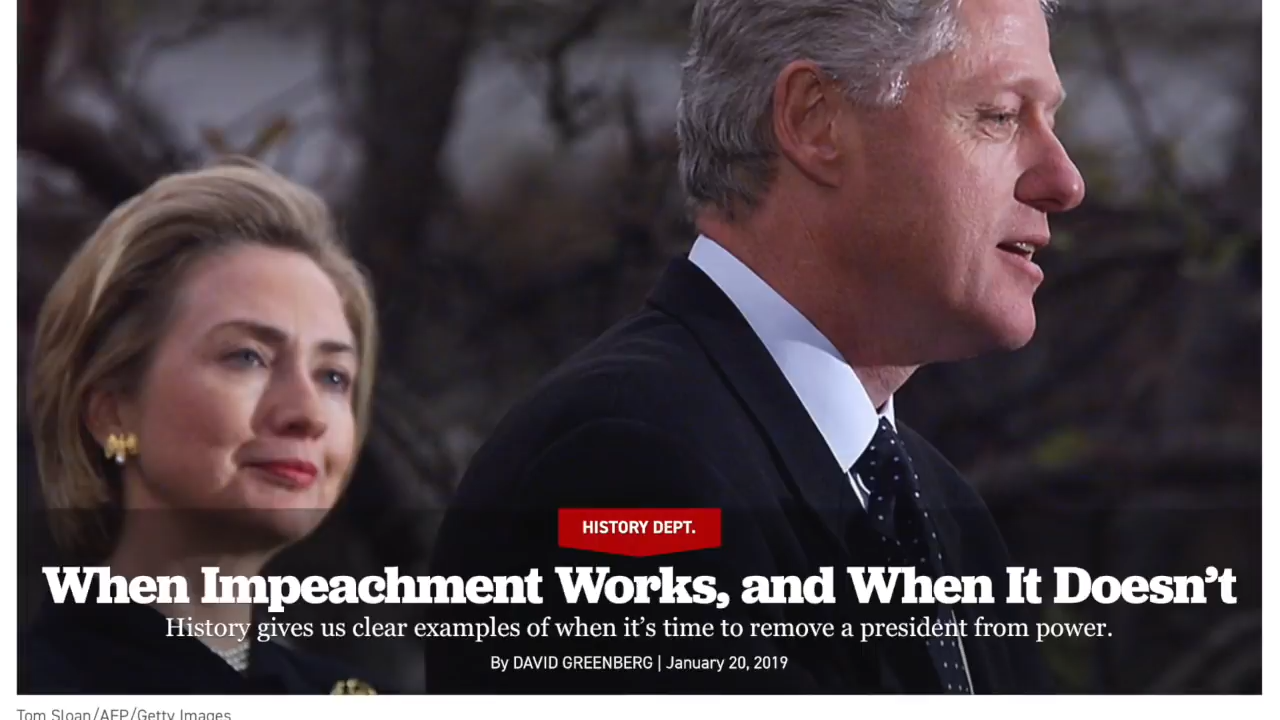 HISTORY DEPT.
When Impeachment Works, and When It Doesn’t
History gives us clear examples of when it’s time to remove a president from power.
By DAVID GREENBERG | January 20, 2019
Tom Sloan/AFP/Getty Images